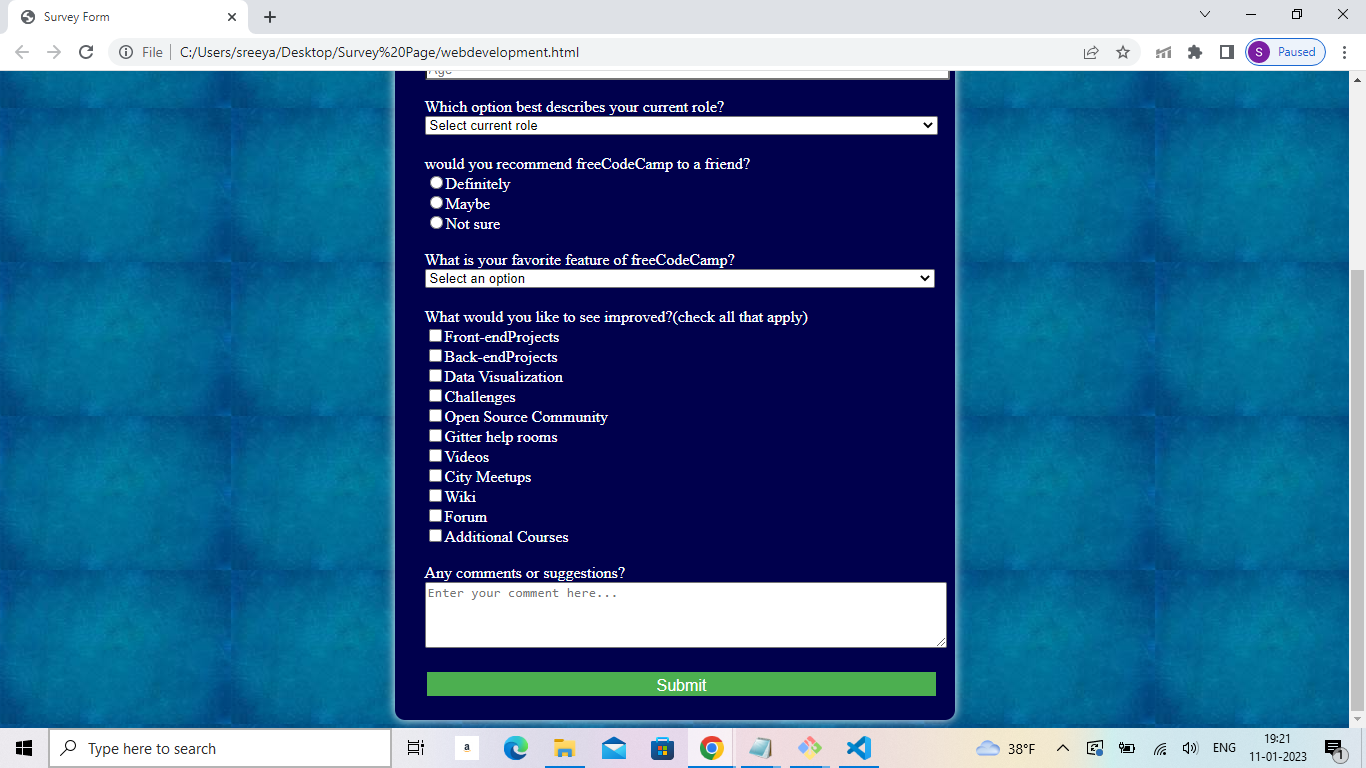 Survey Form
File C:/Users/sreeya/Desktop/Survey%20Page/webdevelopment.html
S Paused
Age
Which option best describes your current role?
Select current role
would you recommend freeCodeCamp to a friend?
Definitely
Maybe
Not sure
What is your favorite feature of freeCodeCamp?
Select an option
What would you like to see improved?(check all that apply)
Front-endProjects
Back-endProjects
Data Visualization
Challenges
Open Source Community
Gitter help rooms
Videos
City Meetups
Wiki
Forum
Additional Courses
Any comments or suggestions?
Enter your comment here...
Submit
Type here to search
a
38°F
ENG
19:21
11-01-2023
1